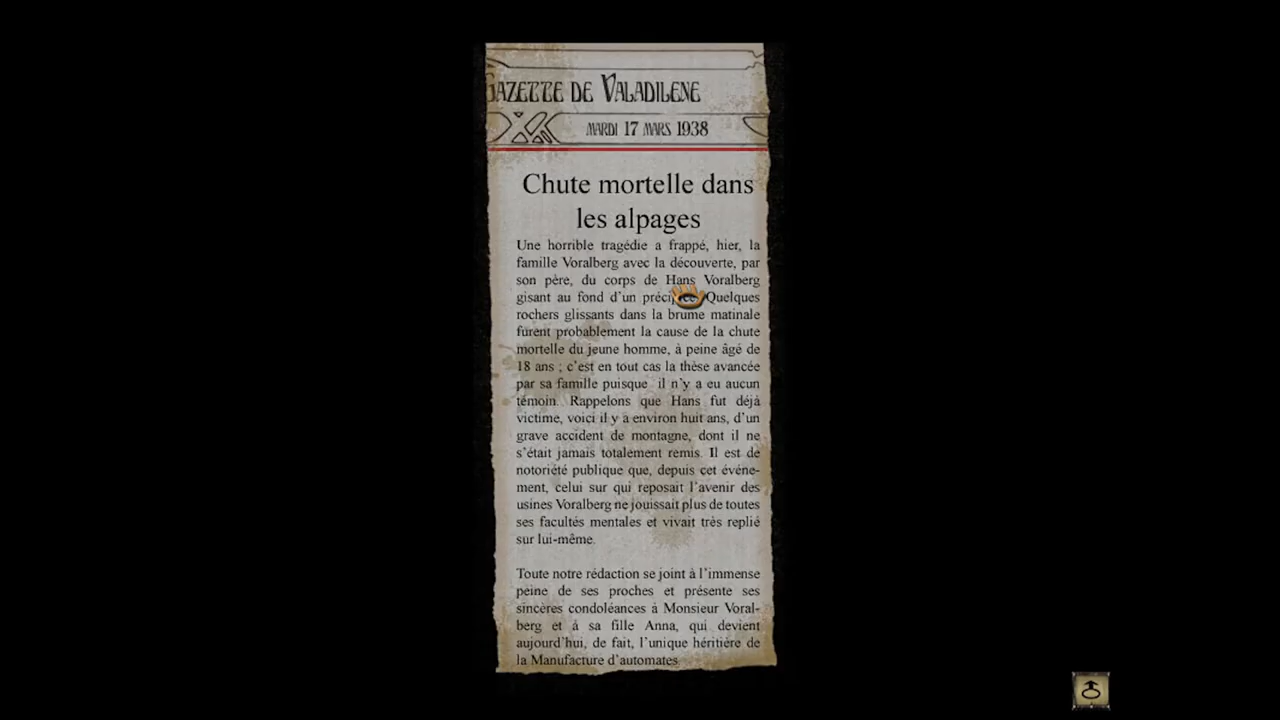 GAZETTE DE VALADILENE
MARDI 17 MARS 1938
Chute mortelle dans
les alpages
Une horrible tragédie a frappé, hier, la
famille Voralberg avec la découverte, par
son père, du corps de Hans Voralberg
gisant au fond d'un précipice. Quelques
rochers glissants dans la brume matinale
furent probablement la cause de la chute
mortelle du jeune homme, à peine âgé de
18 ans ; c'est en tout cas la thèse avancée
par sa famille puisque il n'y a eu aucun
témoin. Rappelons que Hans fut déjà
victime, voici il y a environ huit ans, d'un
grave accident de montagne, dont il ne
s'était jamais totalement remis. Il est de
notoriété publique que, depuis cet événe-
ment, celui sur qui reposait l'avenir des
usines Voralberg ne jouissait plus de toutes
ses facultés mentales et vivait très replié
sur lui-même.
Toute notre rédaction se joint à l'immense
peine de ses proches et présente ses
sincères condoléances à Monsieur Voral-
berg et à sa fille Anna, qui devient
aujourd'hui, de fait, l'unique héritière de
la Manufacture d'automates.